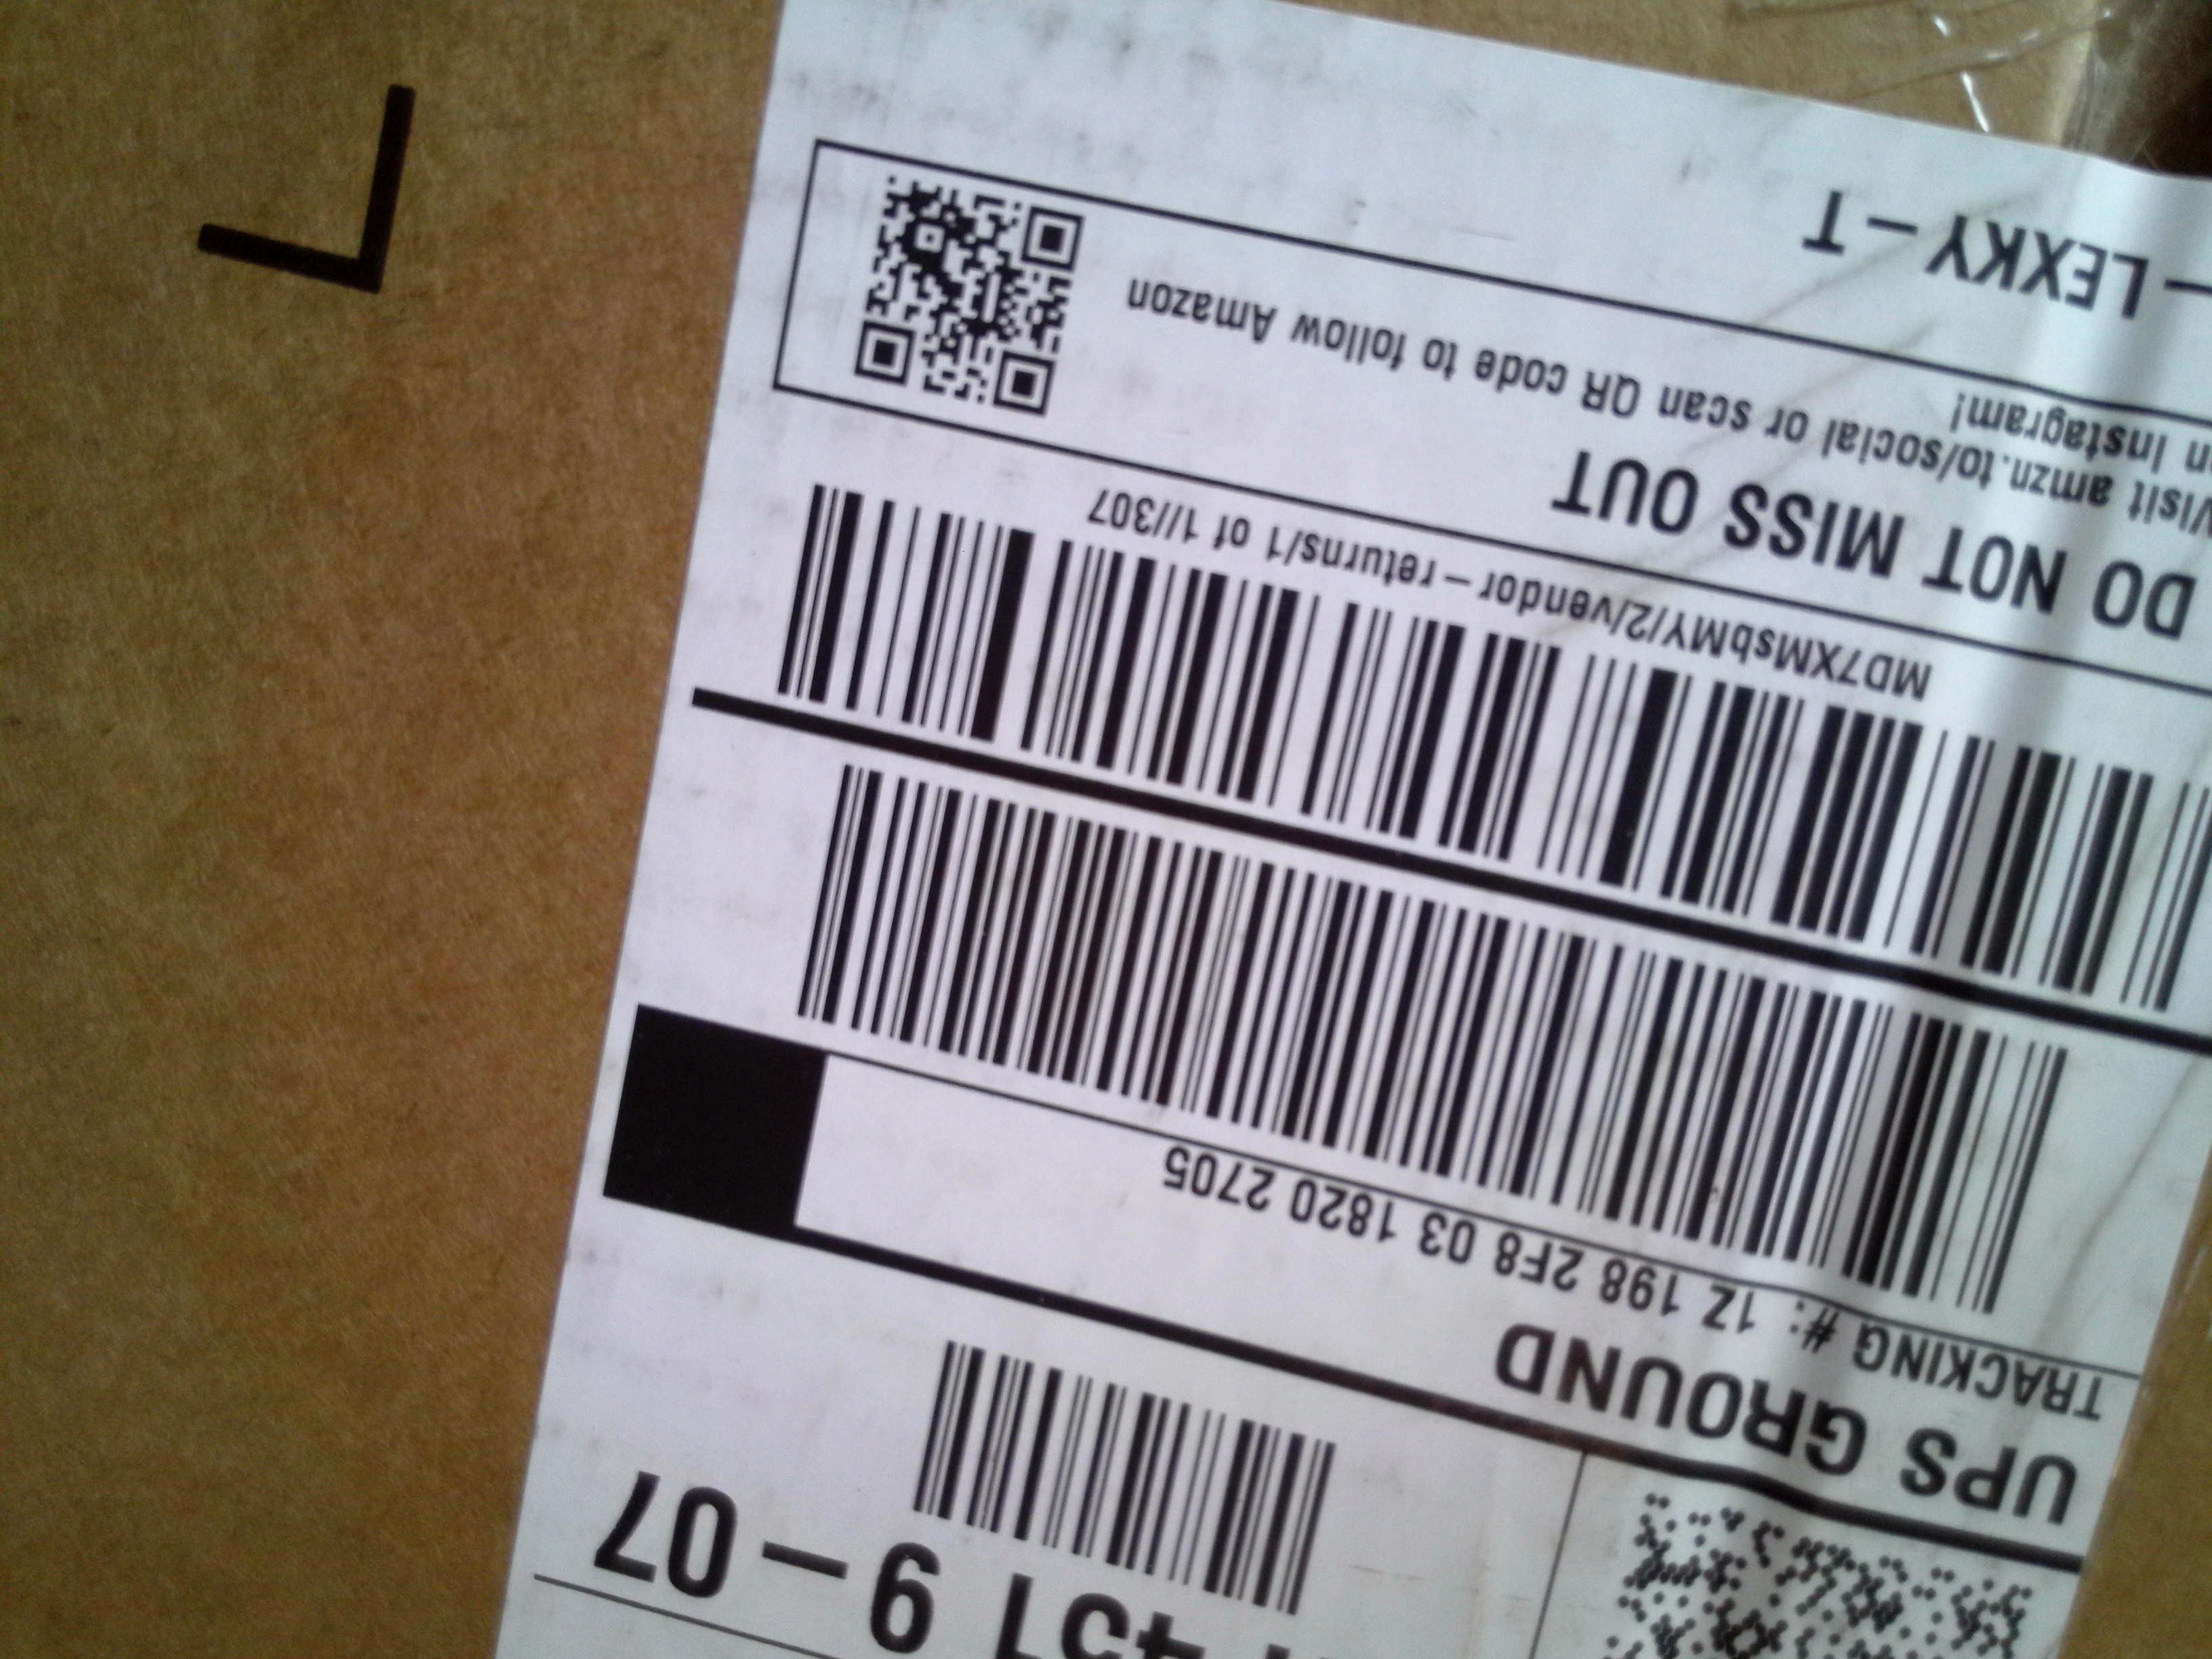 451 9-07
UPS GROUND
TRACKING #: 1Z 198 2F8 03 1820 2705
MD7XMsbMY/2/vendor-returns/1 of 1//307
DO NOT MISS OUT
Visit amzn.to/social or scan QR code to follow Amazon
on Instagram!
- LEXKY-T